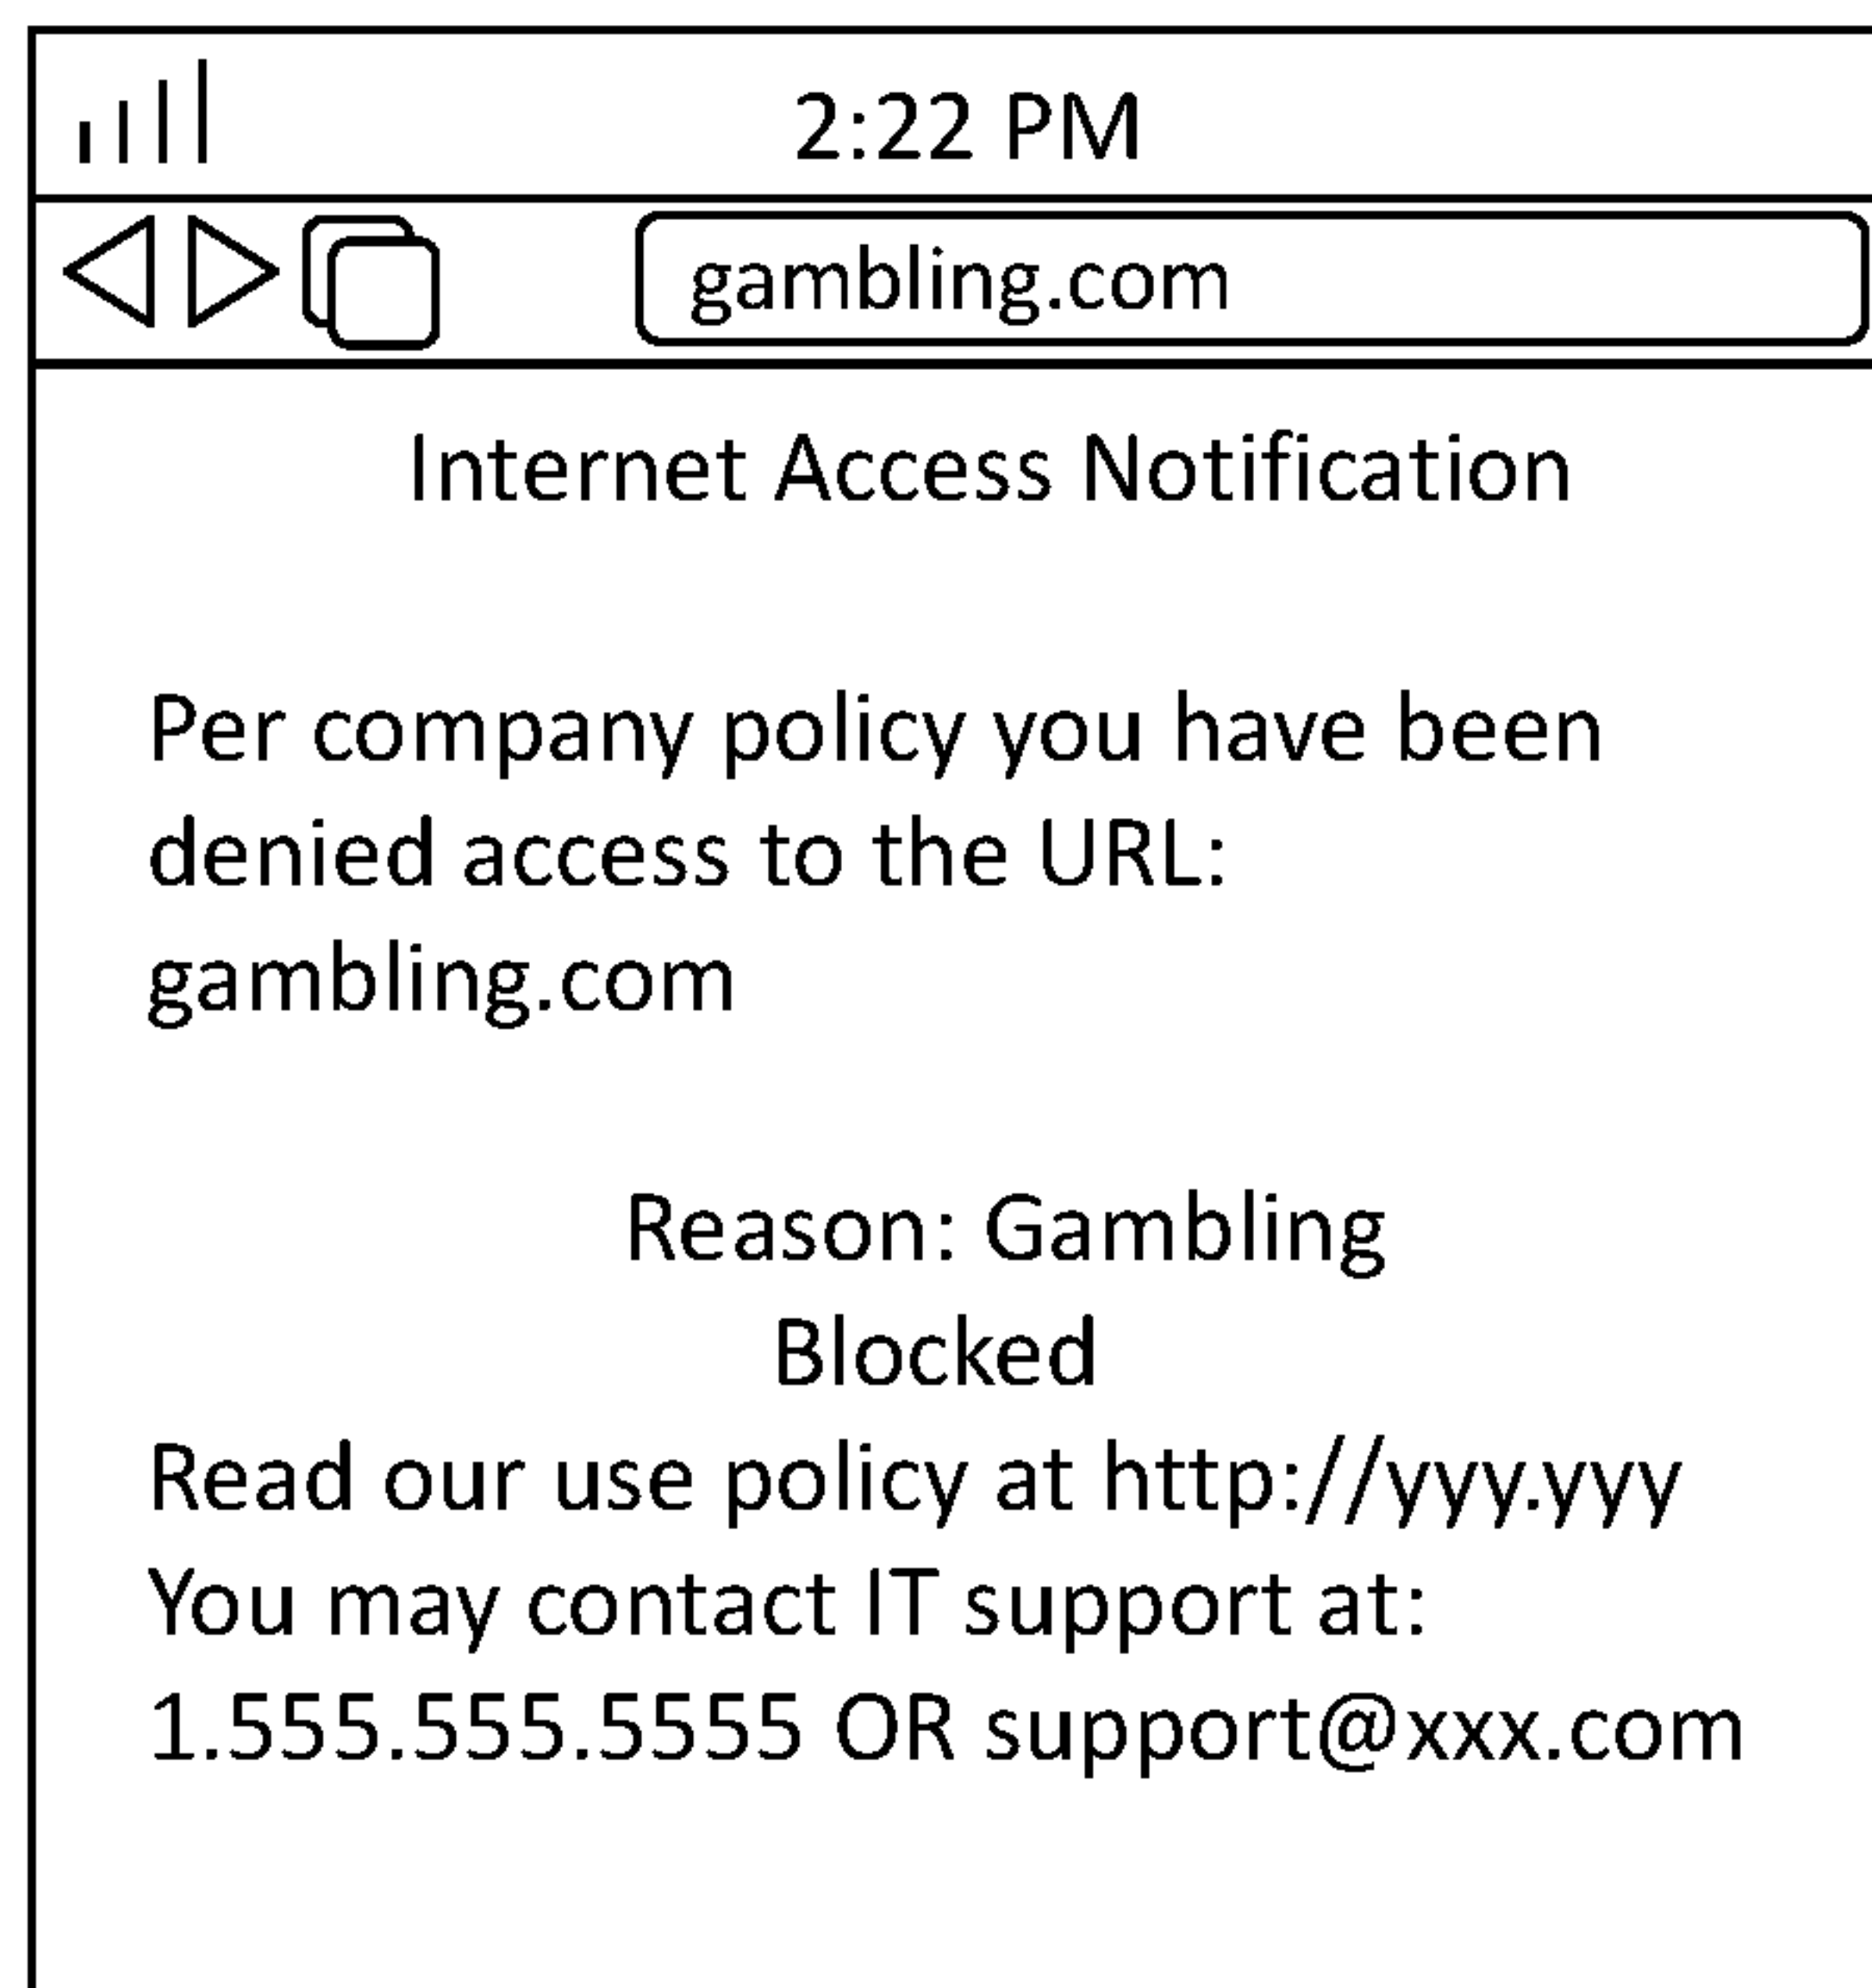 2:22 PM
gambling.com
Internet Access Notification
Per company policy you have been
denied access to the URL:
gambling.com
Reason: Gambling
Blocked
Read our use policy at http://yyy.yyy
You may contact IT support at:
1.555.555.5555 OR support@xxx.com